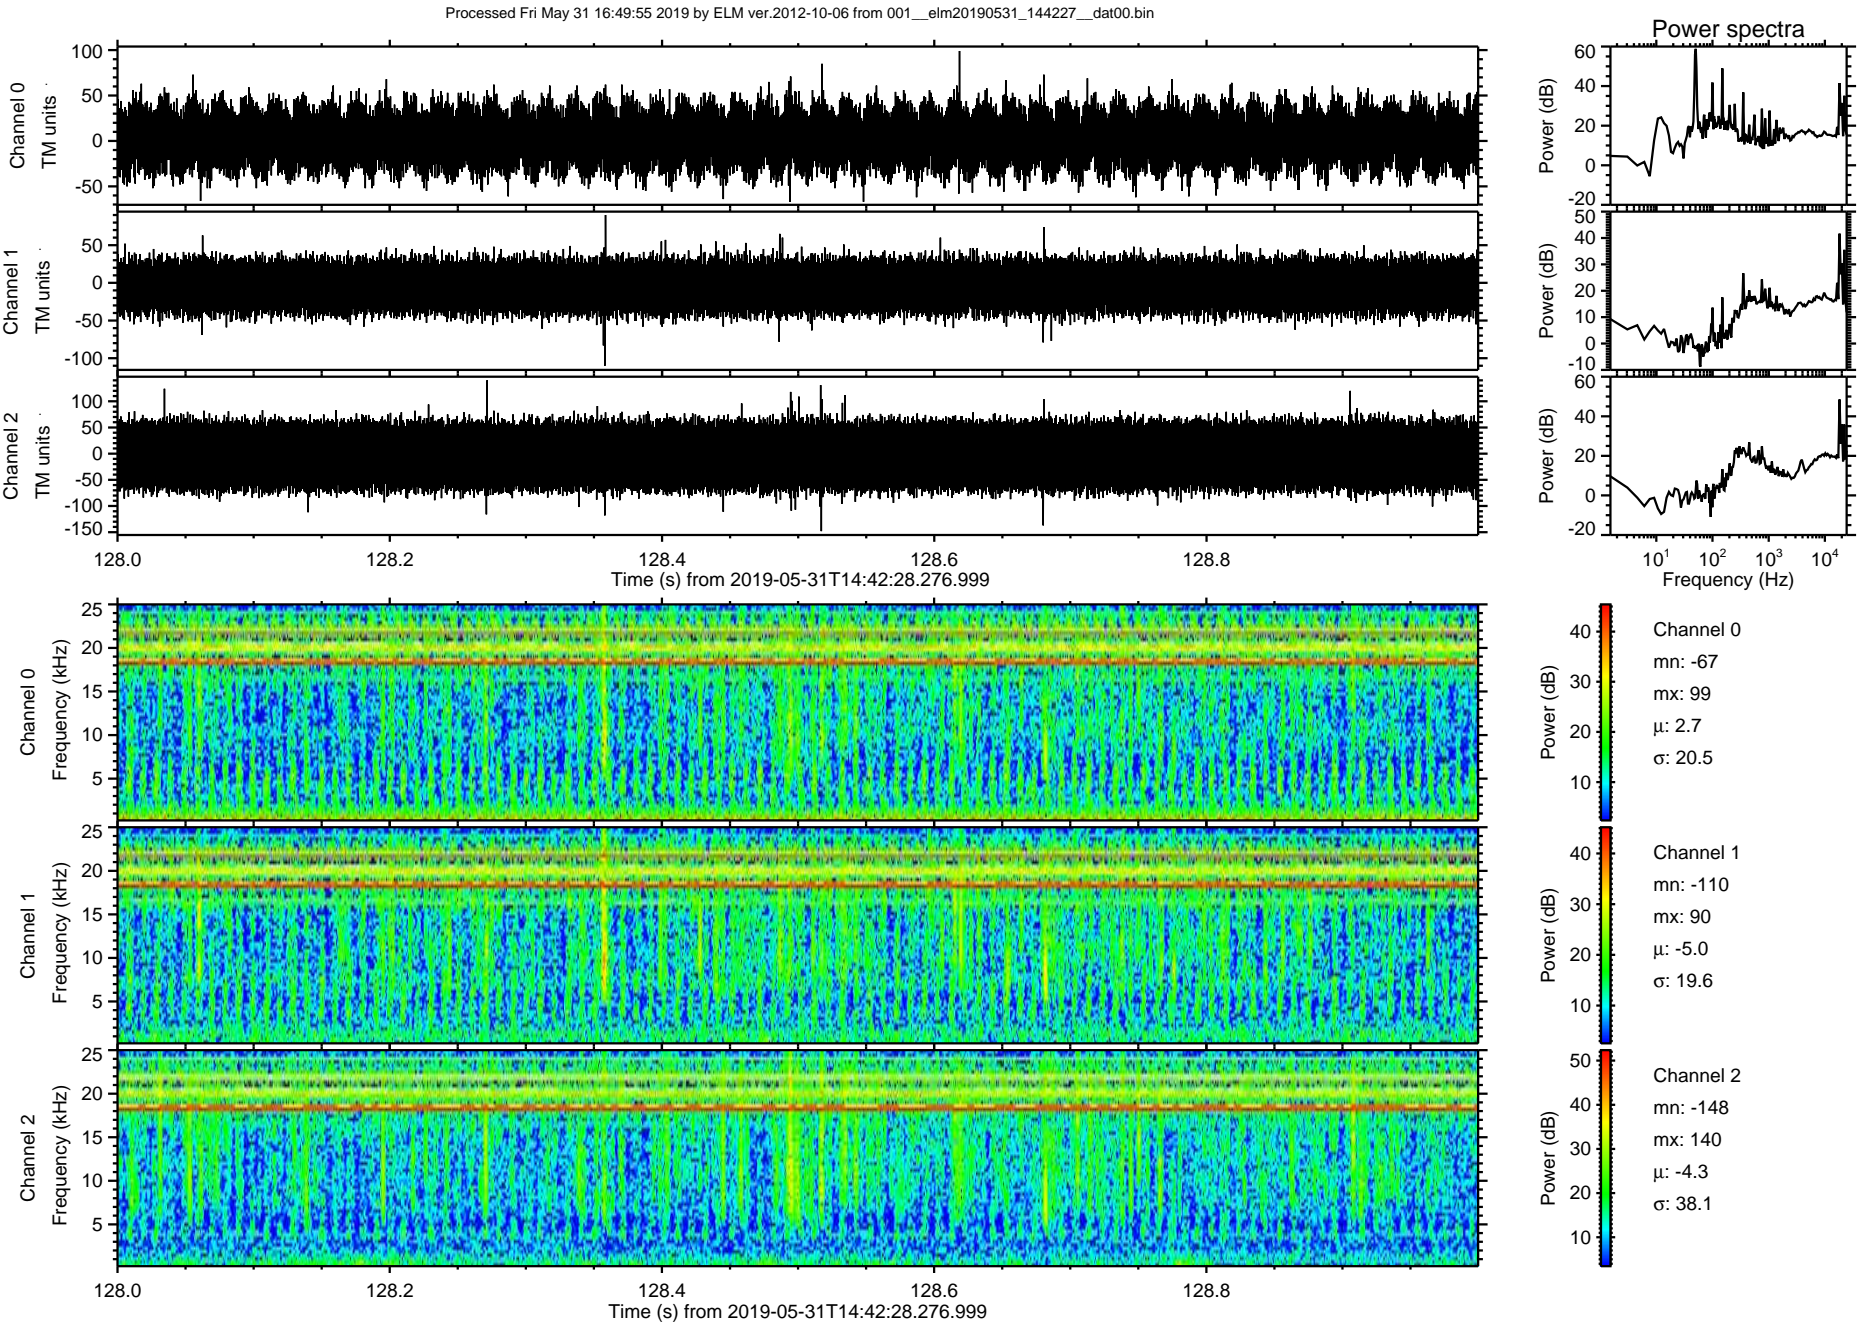 Processed Fri May 31 16:49:55 2019 by ELM ver.2012-10-06 from 001__elm20190531_144227__dat00.bin
Power spectra
Channel 0
TM units
100
50
0
-50
Power (dB)
60
40
20
0
-20
Channel 1
TM units
50
0
-50
-100
Power (dB)
50
40
30
20
10
0
-10
Channel 2
TM units
100
50
0
-50
-100
-150
Power (dB)
60
40
20
0
-20
128.0 128.2 128.4 128.6 128.8
Time (s) from 2019-05-31T14:42:28.276.999
10¹ 10² 10³ 10⁴
Frequency (Hz)
Channel 0
Frequency (kHz)
25
20
15
10
5
Power (dB)
40
30
20
10
Channel 0
mn: -67
mx: 99
μ: 2.7
σ: 20.5
Channel 1
Frequency (kHz)
25
20
15
10
5
Power (dB)
40
30
20
10
Channel 1
mn: -110
mx: 90
μ: -5.0
σ: 19.6
Channel 2
Frequency (kHz)
25
20
15
10
5
Power (dB)
50
40
30
20
10
Channel 2
mn: -148
mx: 140
μ: -4.3
σ: 38.1
128.0 128.2 128.4 128.6 128.8
Time (s) from 2019-05-31T14:42:28.276.999